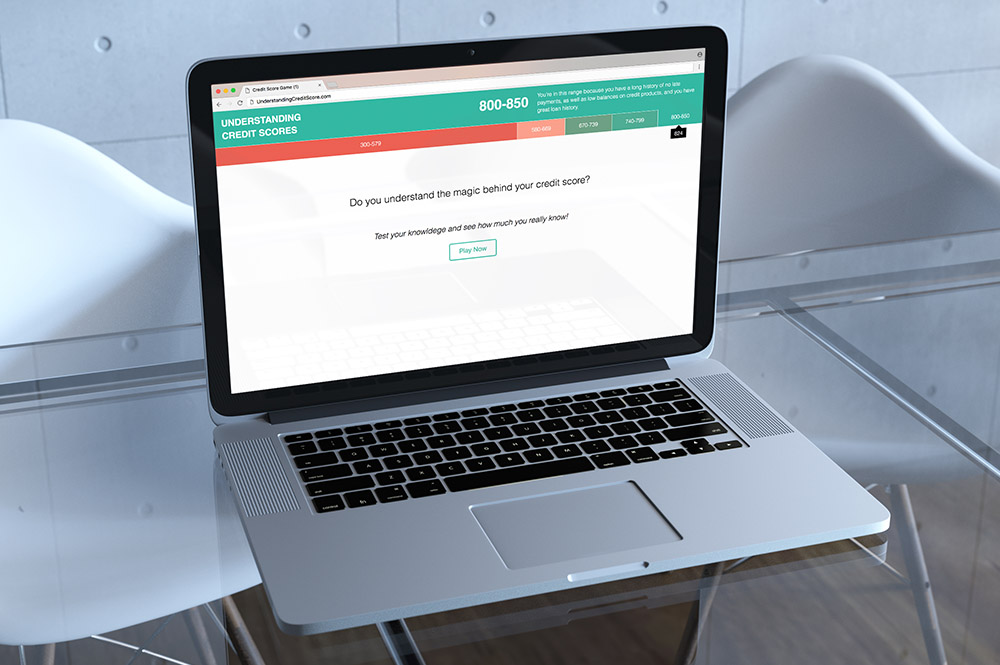 Credit Score Game (1)
UnderstandingCreditScore.com
UNDERSTANDING
CREDIT SCORES
800-850
You're in this range because you have a long history of no late
payments, as well as low balances on credit products, and you have
great loan history.
300-579
580-669
670-739
740-799
800-850
824
Do you understand the magic behind your credit score?
Test your knowldege and see how much you really know!
Play Now